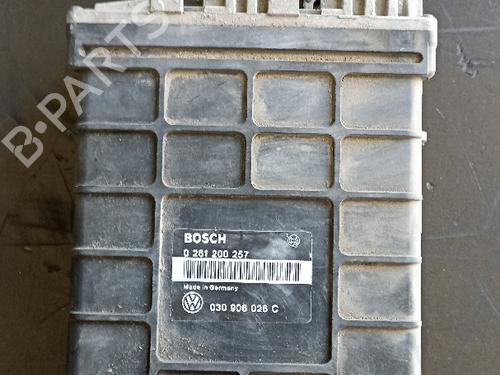 B-PARTS
BOSCH
0 261 200 257
Made in Germany
030 906 026 C